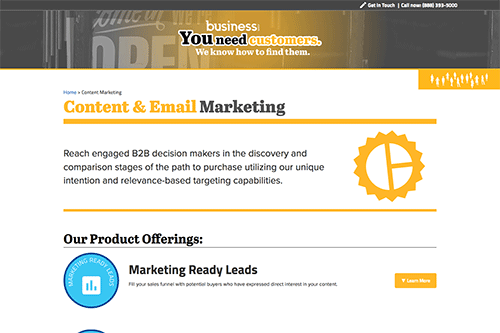 Get in Touch | Call now: (888) 393-5000
OPEN
business.com
You need customers.
We know how to find them.
Home » Content Marketing
Content & Email Marketing
Reach engaged B2B decision makers in the discovery and
comparison stages of the path to purchase utilizing our unique
intention and relevance-based targeting capabilities.
Our Product Offerings:
MARKETING READY LEADS
Marketing Ready Leads
Fill your sales funnel with potential buyers who have expressed direct interest in your content.
Learn More